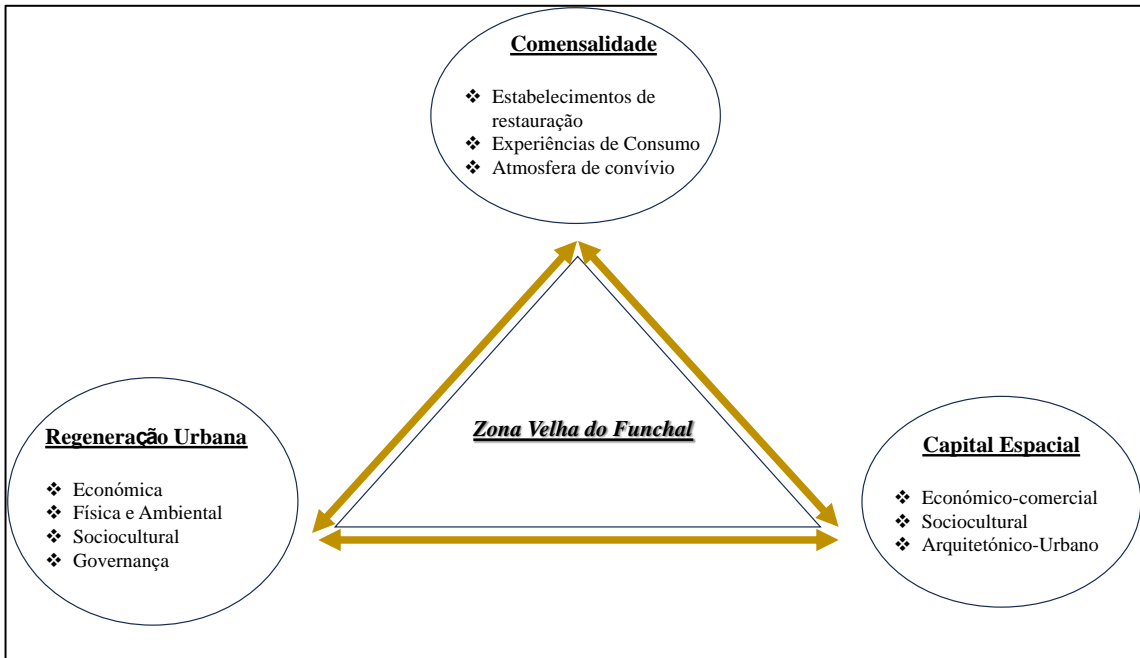 Comensalidade
❖ Estabelecimentos de
restauração
❖ Experiências de Consumo
❖ Atmosfera de convívio
Zona Velha do Funchal
Regeneração Urbana
❖ Económica
❖ Física e Ambiental
❖ Sociocultural
❖ Governança
Capital Espacial
❖ Económico-comercial
❖ Sociocultural
❖ Arquitetónico-Urbano